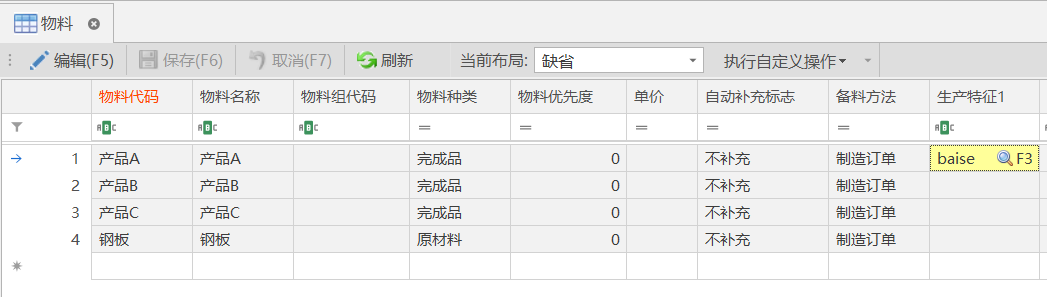 物料
编辑(F5) 保存(F6) 取消(F7) 刷新 当前布局: 缺省 执行自定义操作
物料代码 物料名称 物料组代码 物料种类 物料优先度 单价 自动补充标志 备料方法 生产特征1
ABC ABC ABC = = = = = ABC
1 产品A 产品A 完成品 0 不补充 制造订单 baise F3
2 产品B 产品B 完成品 0 不补充 制造订单
3 产品C 产品C 完成品 0 不补充 制造订单
4 钢板 钢板 原材料 0 不补充 制造订单